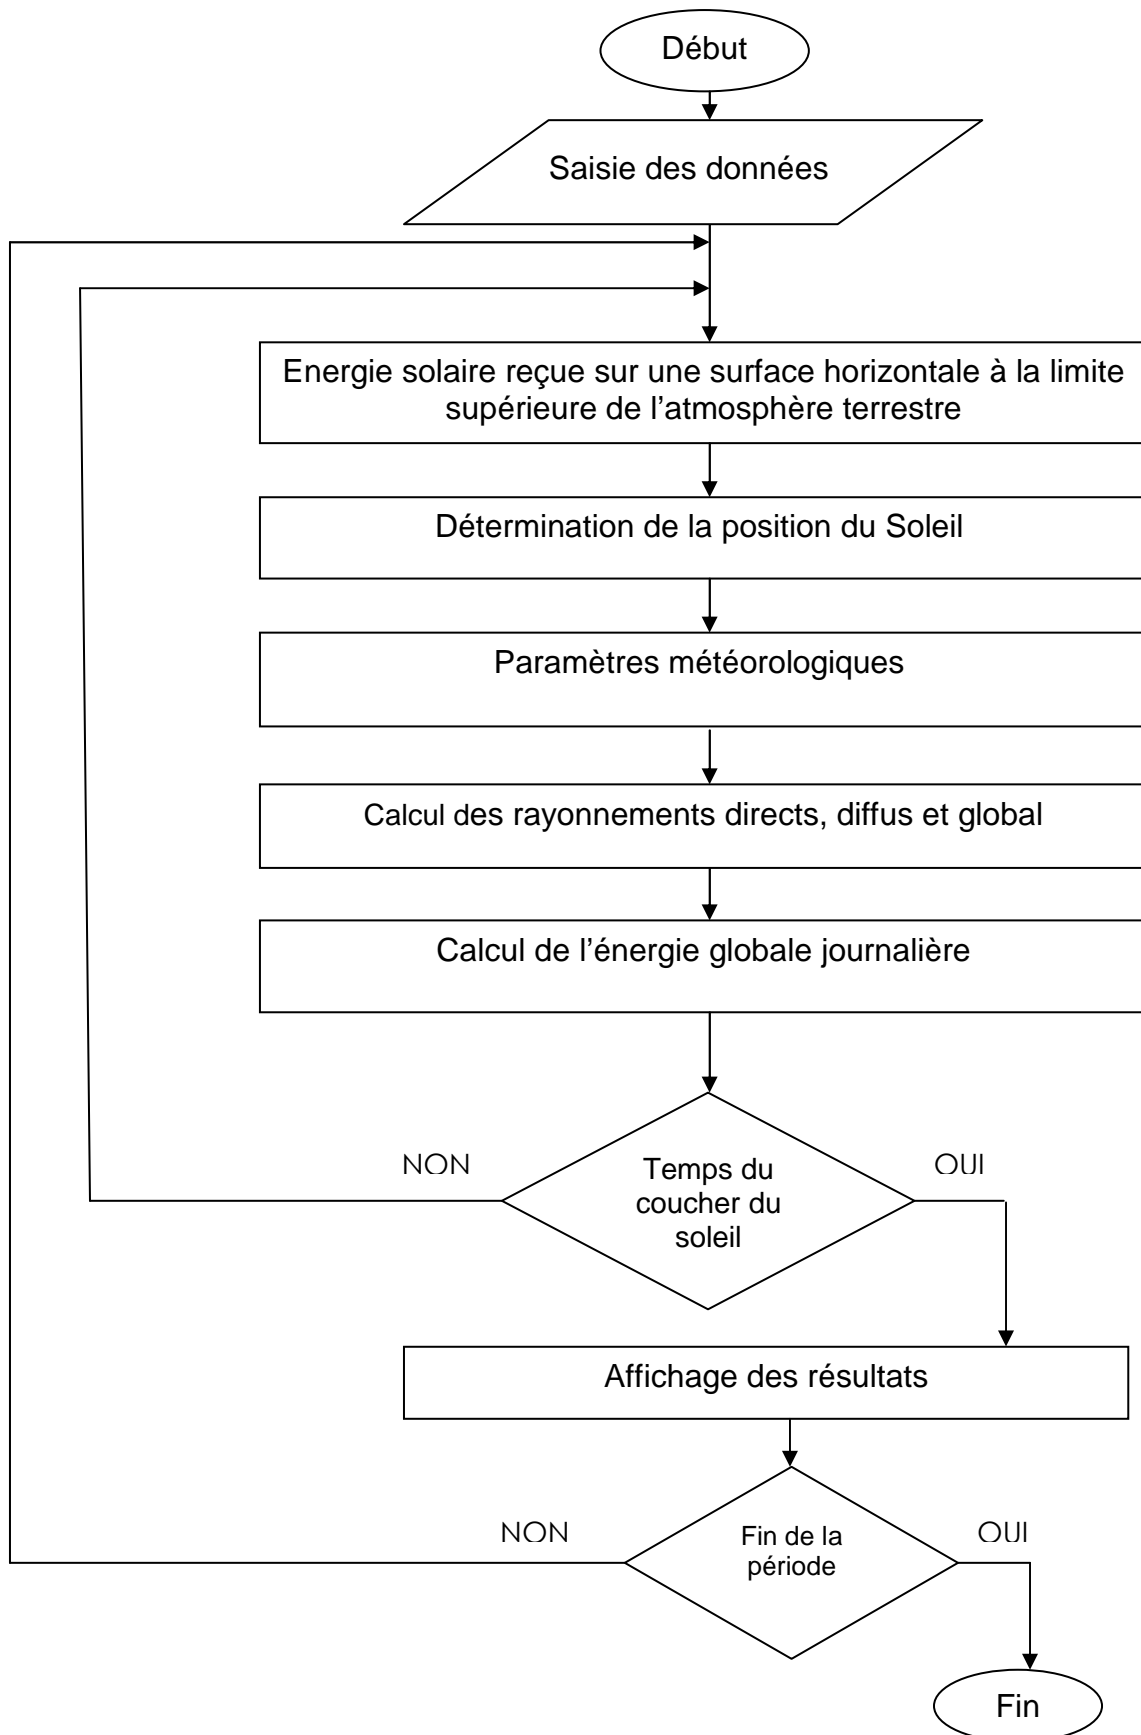 Début
Saisie des données
Energie solaire reçue sur une surface horizontale à la limite
supérieure de l’atmosphère terrestre
Détermination de la position du Soleil
Paramètres météorologiques
Calcul des rayonnements directs, diffus et global
Calcul de l’énergie globale journalière
NON
OUI
Temps du
coucher du
soleil
Affichage des résultats
NON
OUI
Fin de la
période
Fin